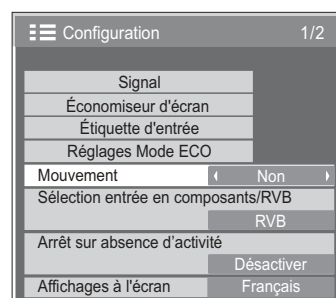 Configuration 1/2
Signal
Économiseur d'écran
Étiquette d'entrée
Réglages Mode ECO
Mouvement Non
Sélection entrée en composants/RVB
RVB
Arrêt sur absence d'activité
Désactiver
Affichages à l'écran Français